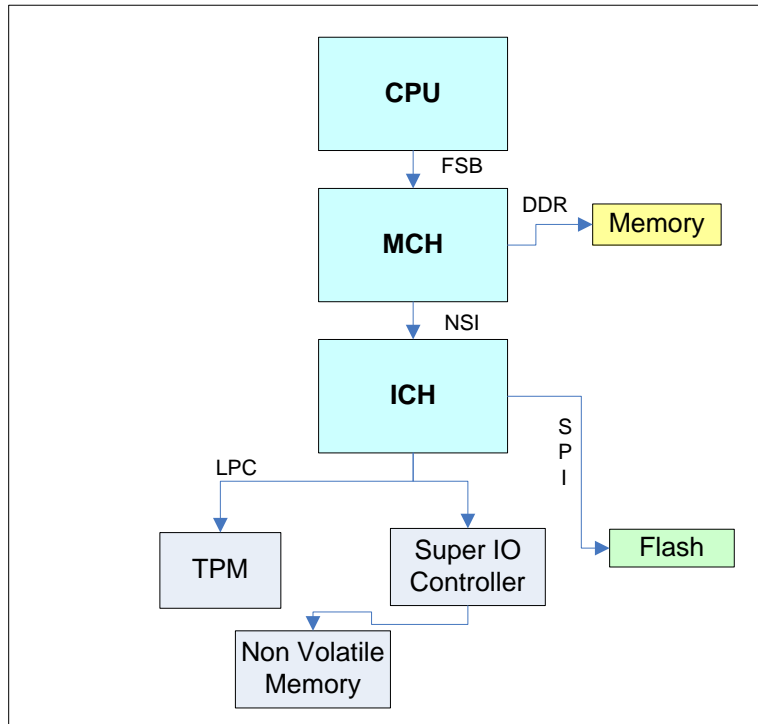 CPU
FSB
MCH
DDR
Memory
NSI
ICH
S
P
I
LPC
TPM
Super IO
Controller
Flash
Non Volatile
Memory